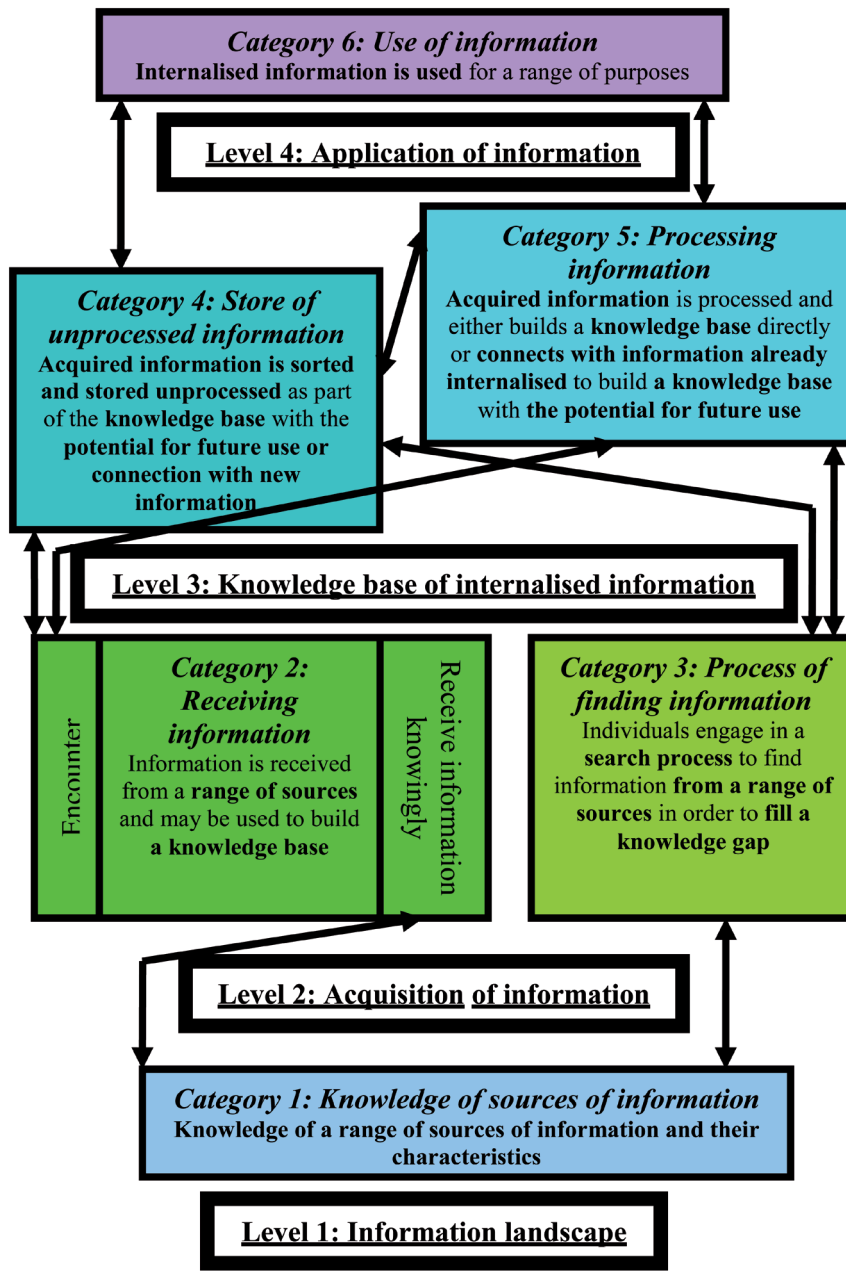 Category 6: Use of information
Internalised information is used for a range of purposes
Level 4: Application of information
Category 5: Processing
information
Acquired information is processed and
either builds a knowledge base directly
or connects with information already
internalised to build a knowledge base
with the potential for future use
Category 4: Store of
unprocessed information
Acquired information is sorted
and stored unprocessed as part
of the knowledge base with the
potential for future use or
connection with new
information
Level 3: Knowledge base of internalised information
Encounter
Category 2:
Receiving
information
Information is received
from a range of sources
and may be used to build
a knowledge base
Receive information
knowingly
Category 3: Process of
finding information
Individuals engage in a
search process to find
information from a range of
sources in order to fill a
knowledge gap
Level 2: Acquisition of information
Category 1: Knowledge of sources of information
Knowledge of a range of sources of information and their
characteristics
Level 1: Information landscape